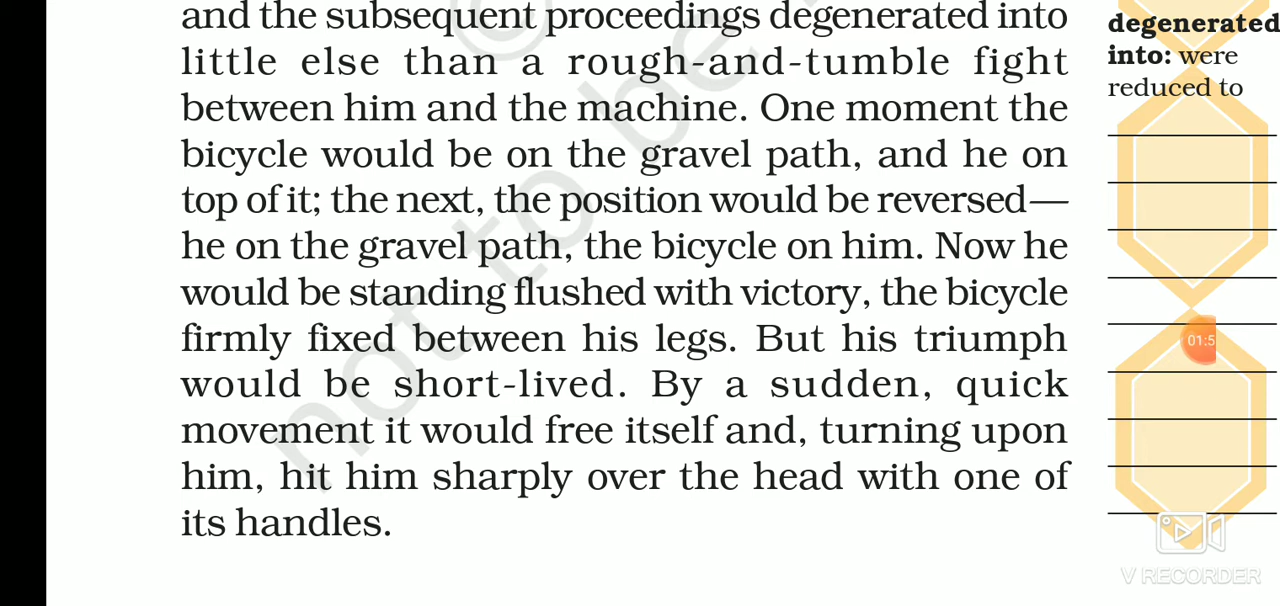 and the subsequent proceedings degenerated into
little else than a rough-and-tumble fight
between him and the machine. One moment the
bicycle would be on the gravel path, and he on
top of it; the next, the position would be reversed—
he on the gravel path, the bicycle on him. Now he
would be standing flushed with victory, the bicycle
firmly fixed between his legs. But his triumph
would be short-lived. By a sudden, quick
movement it would free itself and, turning upon
him, hit him sharply over the head with one of
its handles.
degenerated
into: were
reduced to
01:5
V RECORDER
©
not to be